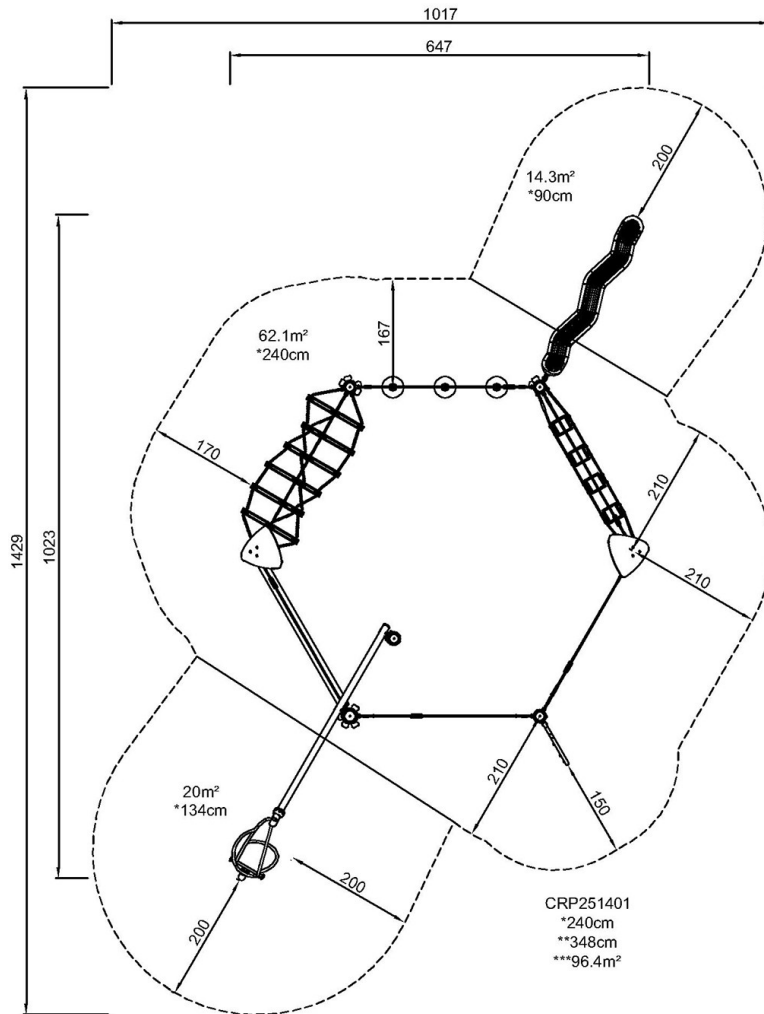 1017
647
200
14.3m²
*90cm
167
62.1m²
*240cm
170
210
210
1429
1023
20m²
*134cm
210
150
200
200
CRP251401
*240cm
**348cm
***96.4m²